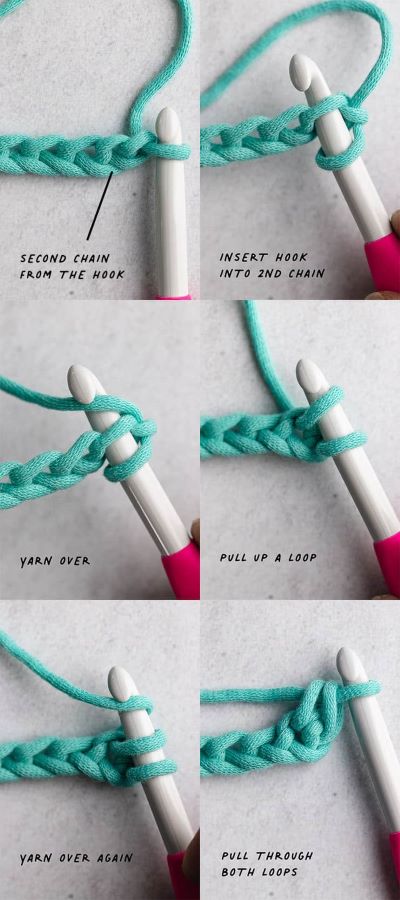 SECOND CHAIN
FROM THE HOOK
INSERT HOOK
INTO 2ND CHAIN
YARN OVER
PULL UP A LOOP
YARN OVER AGAIN
PULL THROUGH
BOTH LOOPS